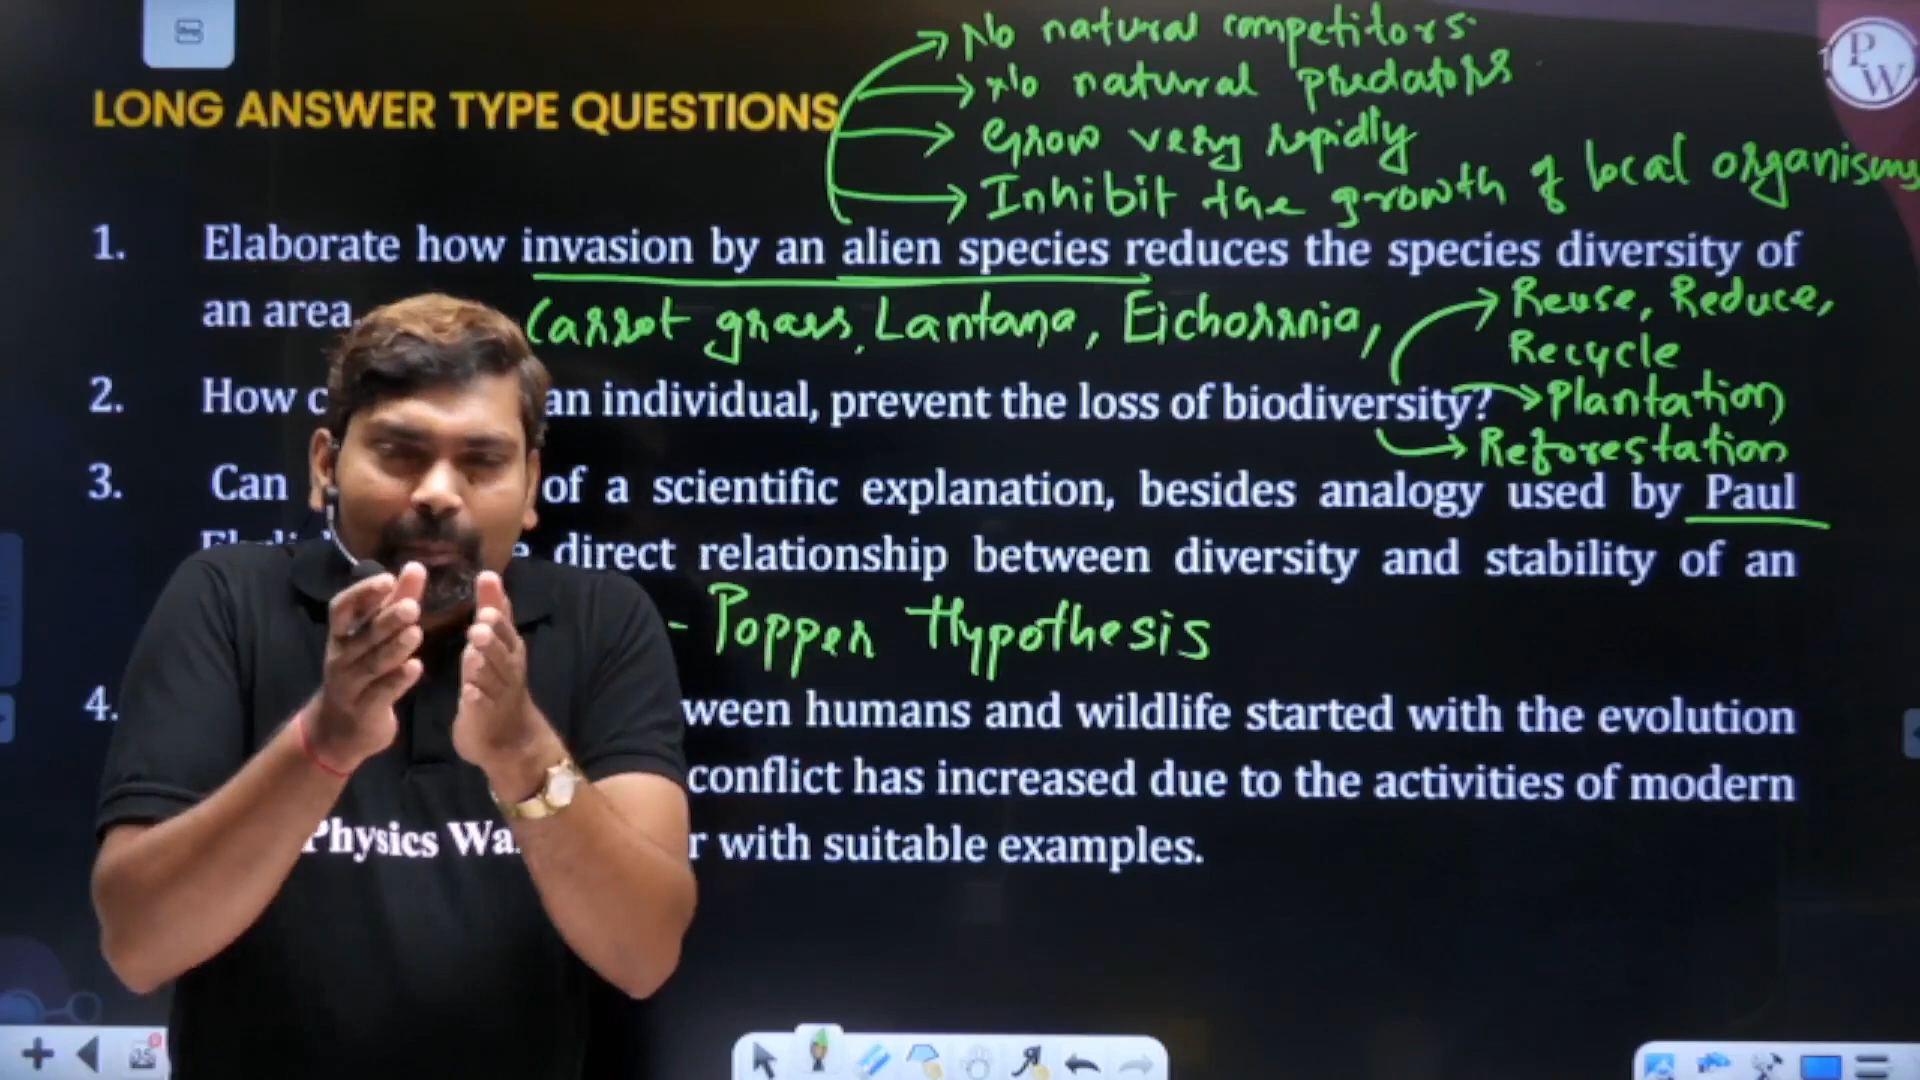 No natural competitors
PW
No natural predators
LONG ANSWER TYPE QUESTIONS
Grow very rapidly
Inhibit the growth of local organisms
1. Elaborate how invasion by an alien species reduces the species diversity of
an area.
Carrot grass, Lantana, Eichorrnia,
Reuse, Reduce,
Recycle
2. How an individual, prevent the loss of biodiversity?
Plantation
Reforestation
3. Can of a scientific explanation, besides analogy used by Paul
direct relationship between diversity and stability of an
- Popper Hypothesis
4. ween humans and wildlife started with the evolution
conflict has increased due to the activities of modern
Physics Wa r with suitable examples.